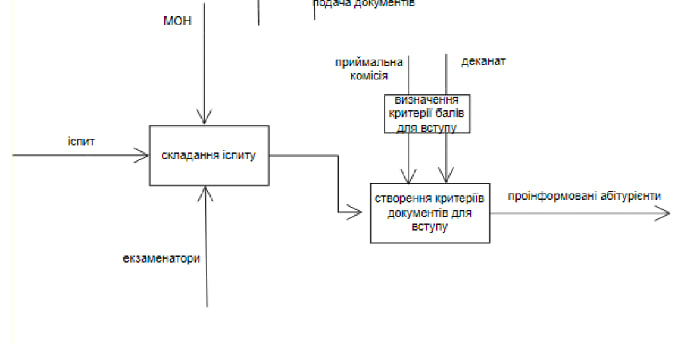 подача документів
МОН
приймальна
комісія
деканат
визначення
критерії балів
для вступу
іспит
складання іспиту
створення критеріїв
документів для
вступу
проінформовані абітурієнти
екзаменатори